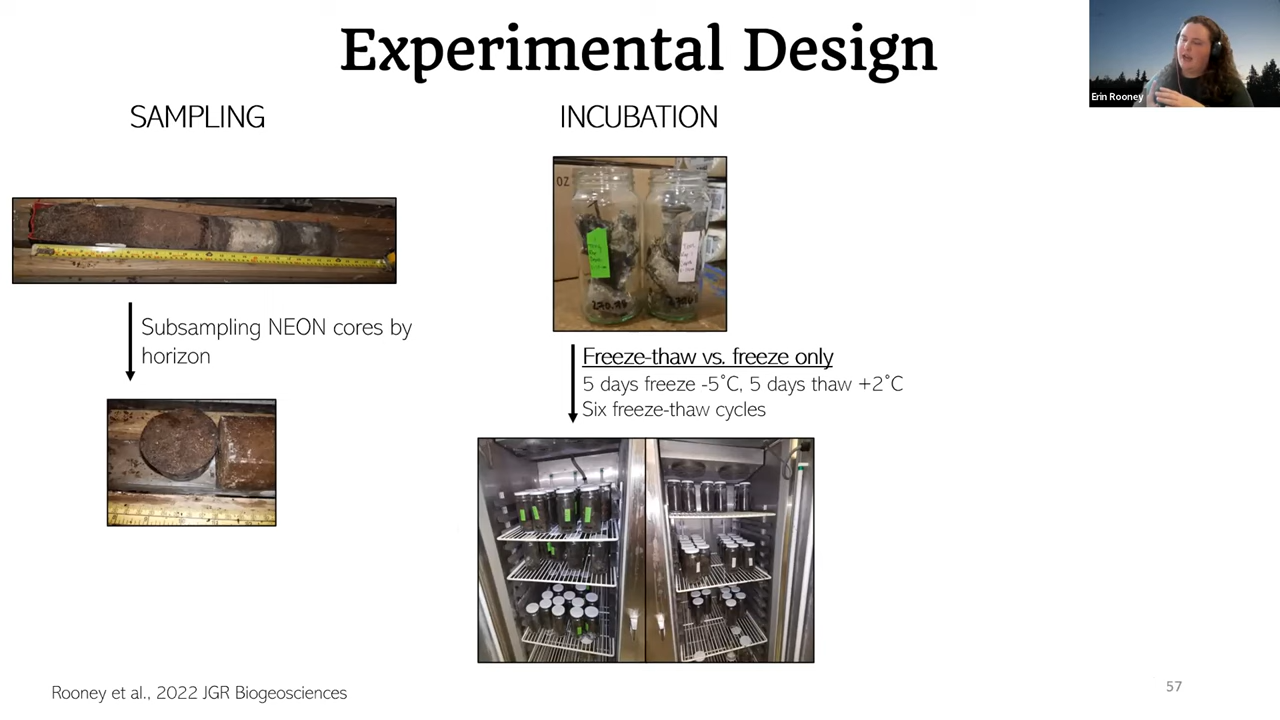 Experimental Design
Erin Rooney
SAMPLING
INCUBATION
OZ
Subsampling NEON cores by
horizon
Freeze-thaw vs. freeze only
5 days freeze -5˚C, 5 days thaw +2˚C
Six freeze-thaw cycles
Rooney et al., 2022 JGR Biogeosciences
57